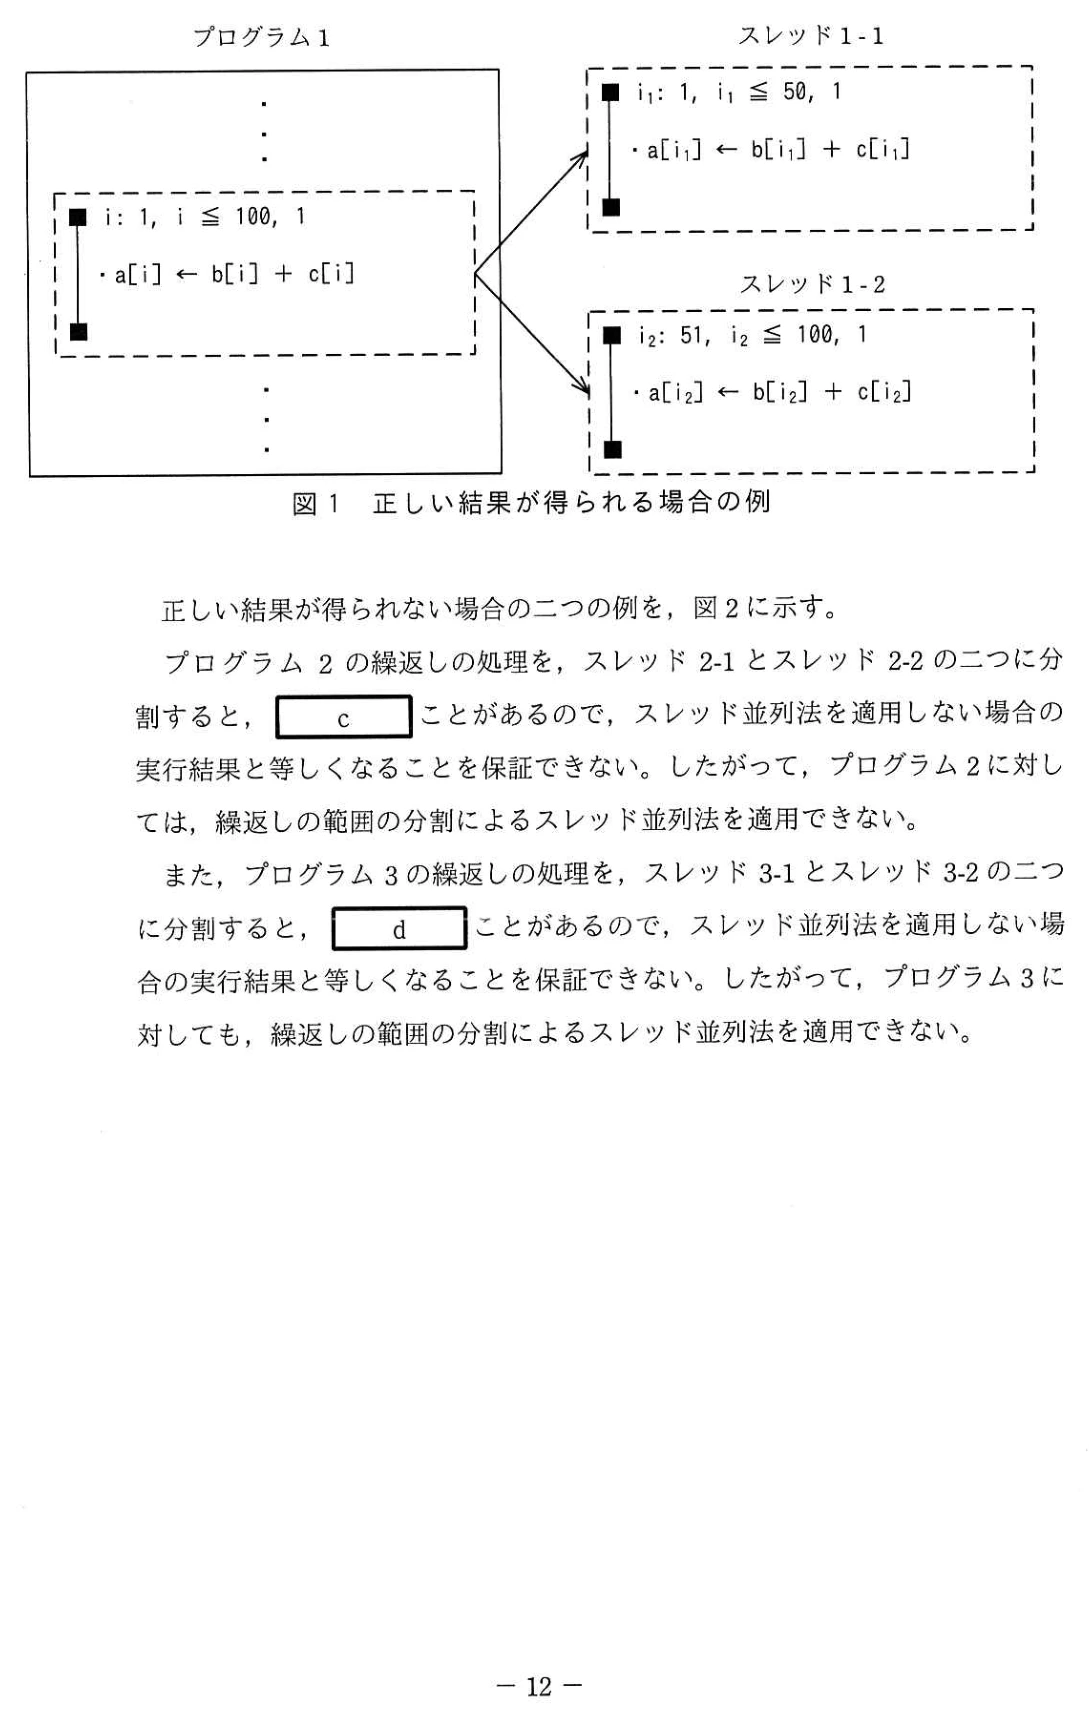 プログラム1
・
・
・
■ i: 1, i ≦ 100, 1
・a[i] ← b[i] + c[i]
■
・
・
・
スレッド1-1
■ i₁: 1, i₁ ≦ 50, 1
・a[i₁] ← b[i₁] + c[i₁]
■
スレッド1-2
■ i₂: 51, i₂ ≦ 100, 1
・a[i₂] ← b[i₂] + c[i₂]
■
図1 正しい結果が得られる場合の例
正しい結果が得られない場合の二つの例を，図2に示す。
プログラム 2 の繰返しの処理を，スレッド 2-1 とスレッド 2-2 の二つに分
割すると， c ことがあるので，スレッド並列法を適用しない場合の
実行結果と等しくなることを保証できない。したがって，プログラム2に対し
ては，繰返しの範囲の分割によるスレッド並列法を適用できない。
また，プログラム 3 の繰返しの処理を，スレッド 3-1 とスレッド 3-2 の二つ
に分割すると， d ことがあるので，スレッド並列法を適用しない場
合の実行結果と等しくなることを保証できない。したがって，プログラム3に
対しても，繰返しの範囲の分割によるスレッド並列法を適用できない。
－ 12 －